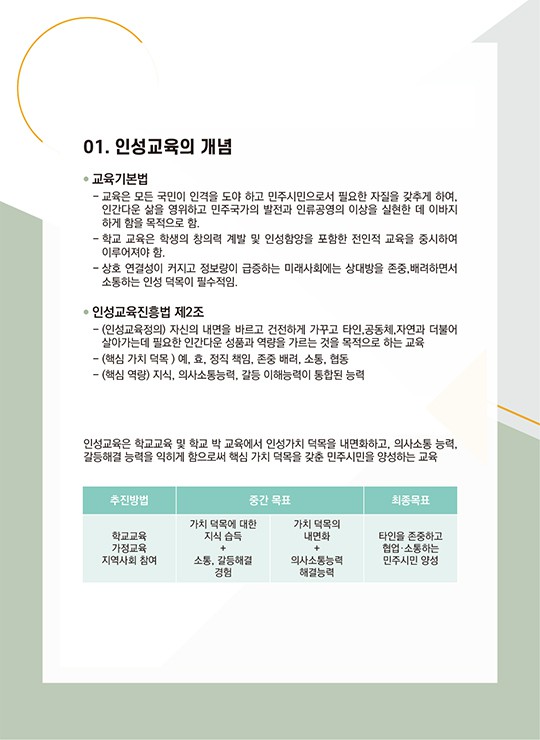 01. 인성교육의 개념
• 교육기본법
– 교육은 모든 국민이 인격을 도야 하고 민주시민으로서 필요한 자질을 갖추게 하여,
인간다운 삶을 영위하고 민주국가의 발전과 인류공영의 이상을 실현한 데 이바지
하게 함을 목적으로 함.
– 학교 교육은 학생의 창의력 계발 및 인성함양을 포함한 전인적 교육을 중시하여
이루어져야 함.
– 상호 연결성이 커지고 정보량이 급증하는 미래사회에는 상대방을 존중,배려하면서
소통하는 인성 덕목이 필수적임.
• 인성교육진흥법 제2조
– (인성교육정의) 자신의 내면을 바르고 건전하게 가꾸고 타인,공동체,자연과 더불어
살아가는데 필요한 인간다운 성품과 역량을 가르는 것을 목적으로 하는 교육
– (핵심 가치 덕목 ) 예, 효, 정직 책임, 존중 배려, 소통, 협동
– (핵심 역량) 지식, 의사소통능력, 갈등 이해능력이 통합된 능력
인성교육은 학교교육 및 학교 박 교육에서 인성가치 덕목을 내면화하고, 의사소통 능력,
갈등해결 능력을 익히게 함으로써 핵심 가치 덕목을 갖춘 민주시민을 양성하는 교육
추진방법 중간 목표 최종목표
학교교육
가정교육
지역사회 참여
가치 덕목에 대한
지식 습득
+
소통, 갈등해결
경험
가치 덕목의
내면화
+
의사소통능력
해결능력
타인을 존중하고
협업·소통하는
민주시민 양성